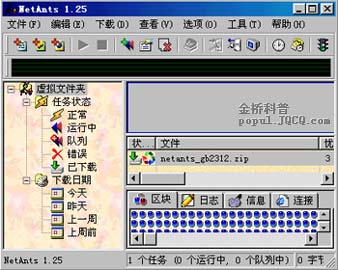 NetAnts 1.25
文件(F) 编辑(E) 下载(D) 查看(V) 选项(O) 工具(T) 帮助(H)
虚拟文件夹
任务状态
正常
运行中
队列
错误
已下载
下载日期
今天
昨天
上一周
上周前
金桥科普
popul.JQCQ.com
状... 文件 优
netants_gb2312.zip 3
区块 日志 信息 连接
NetAnts 1.25 1 个任务 (0 个运行中, 0 个队列中) 0 字节